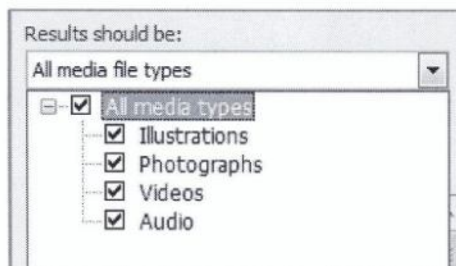 Results should be:
All media file types
All media types
Illustrations
Photographs
Videos
Audio